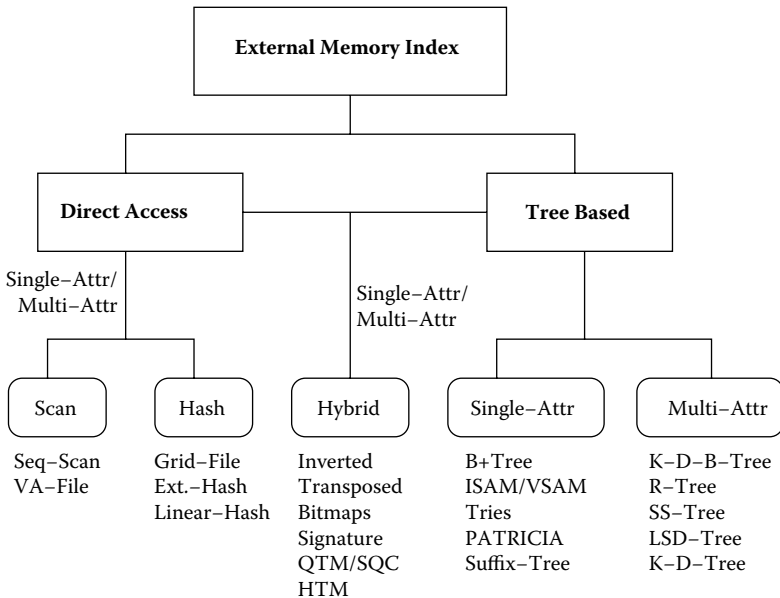 External Memory Index
Direct Access
Tree Based
Single–Attr/
Multi–Attr
Single–Attr/
Multi–Attr
Scan
Hash
Hybrid
Single–Attr
Multi–Attr
Seq–Scan
VA–File
Grid–File
Ext.–Hash
Linear–Hash
Inverted
Transposed
Bitmaps
Signature
QTM/SQC
HTM
B+Tree
ISAM/VSAM
Tries
PATRICIA
Suffix–Tree
K–D–B–Tree
R–Tree
SS–Tree
LSD–Tree
K–D–Tree